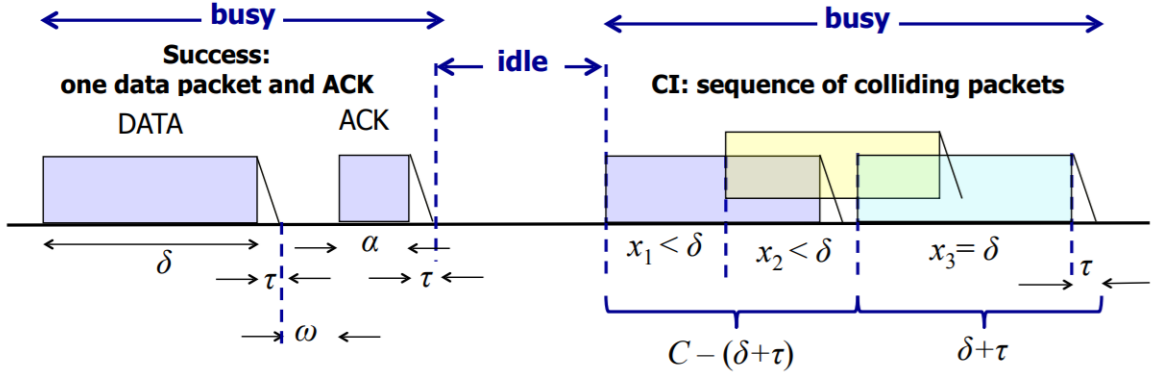 busy
busy
Success:
one data packet and ACK
idle
CI: sequence of colliding packets
DATA
ACK
δ
τ
α
τ
ω
x₁ < δ
x₂ < δ
x₃= δ
τ
C – (δ+τ)
δ+τ